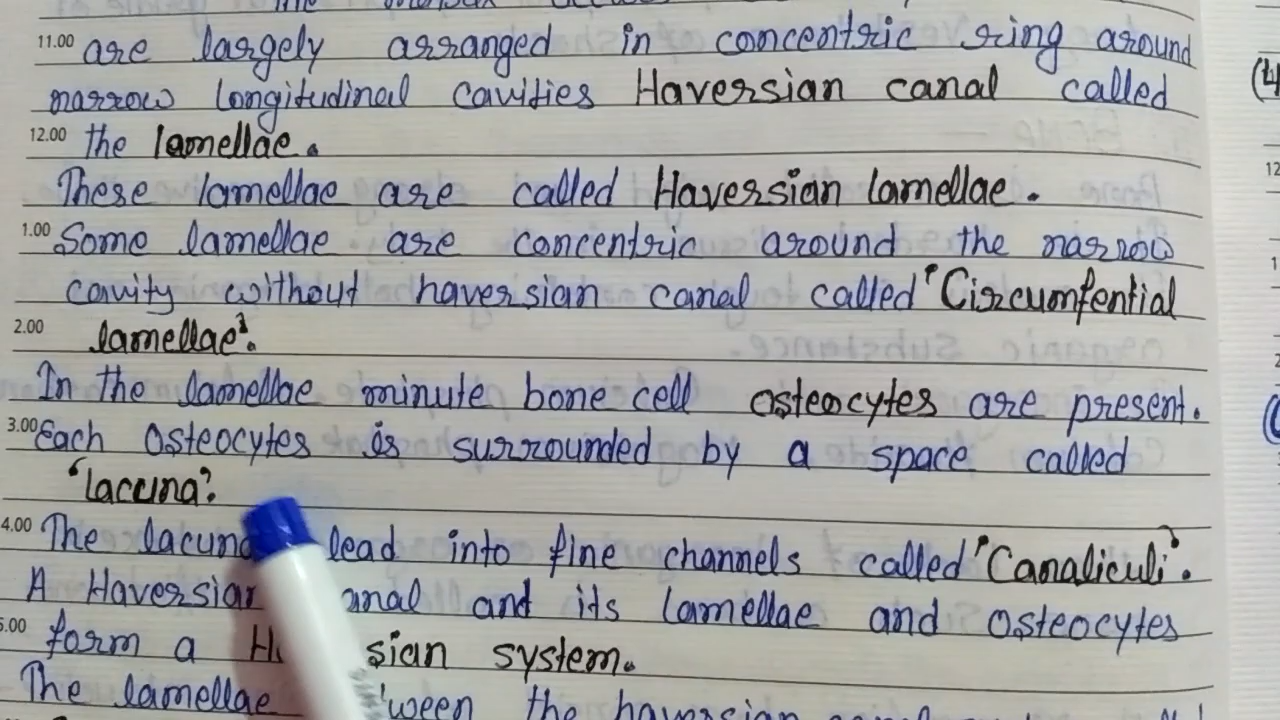 The
11.00 are largely arranged in concentric ring around
narrow longitudinal cavities Haversian canal called
12.00 the lamellae.
These lamellae are called Haversian lamellae.
1.00 Some lamellae are concentric around the narrow
cavity without haversian canal called 'Circumfential
2.00 lamellae'.
In the lamellae minute bone cell osteocytes are present.
3.00 Each Osteocytes is surrounded by a space called
'laccuna'.
4.00 The lacuna lead into fine channels called 'Canaliculi'.
A Haversian anal and its lamellae and Osteocytes
5.00 form a H sian system.
The lamellae ween the haversian